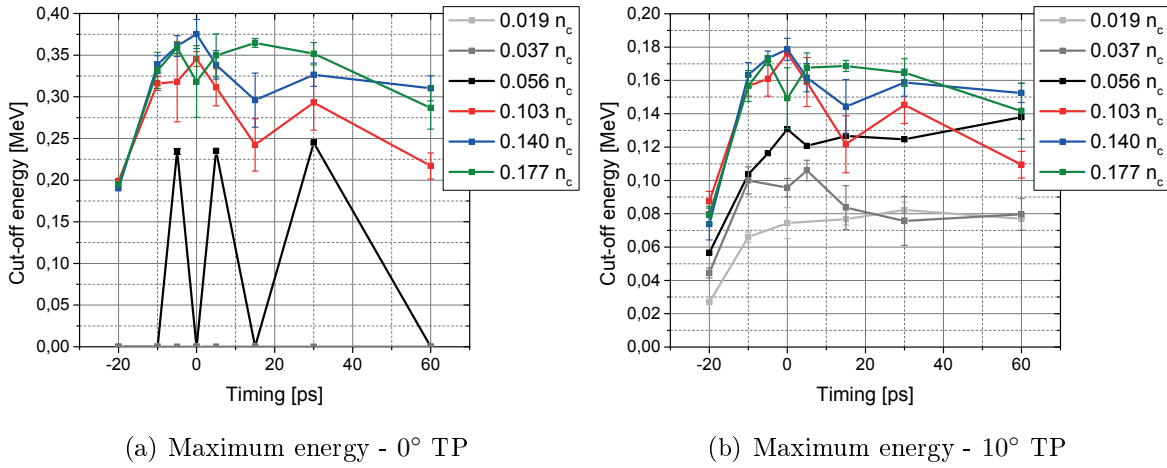 0,40
0,35
0,30
0,25
0,20
0,15
0,10
0,05
0,00
Cut-off energy [MeV]
-20 0 20 40 60
Timing [ps]
0.019 n_c
0.037 n_c
0.056 n_c
0.103 n_c
0.140 n_c
0.177 n_c
(a) Maximum energy - 0° TP
0,20
0,18
0,16
0,14
0,12
0,10
0,08
0,06
0,04
0,02
0,00
Cut-off energy [MeV]
-20 0 20 40 60
Timing [ps]
0.019 n_c
0.037 n_c
0.056 n_c
0.103 n_c
0.140 n_c
0.177 n_c
(b) Maximum energy - 10° TP